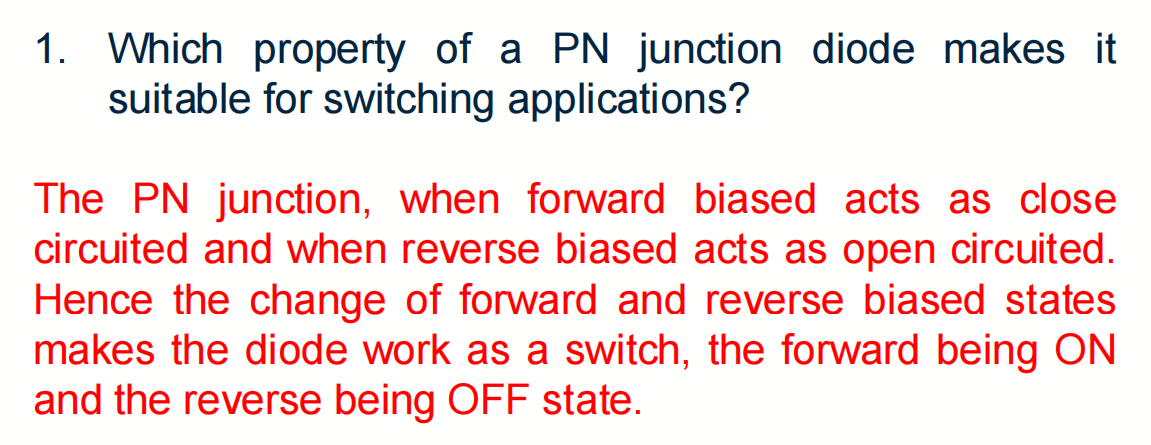 1. Which property of a PN junction diode makes it
suitable for switching applications?
The PN junction, when forward biased acts as close
circuited and when reverse biased acts as open circuited.
Hence the change of forward and reverse biased states
makes the diode work as a switch, the forward being ON
and the reverse being OFF state.